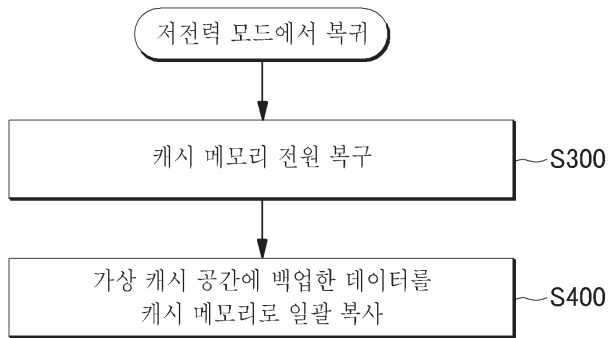 저전력 모드에서 복귀
캐시 메모리 전원 복구
S300
가상 캐시 공간에 백업한 데이터를
캐시 메모리로 일괄 복사
S400